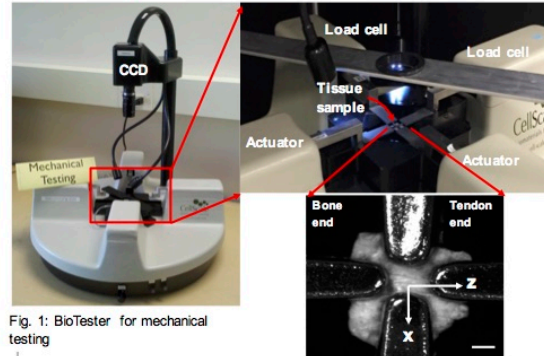 CCD
Mechanical
Testing
Load cell
Load cell
Tissue
sample
Actuator
Actuator
Bone
end
Tendon
end
z
x
Fig. 1: BioTester for mechanical
testing